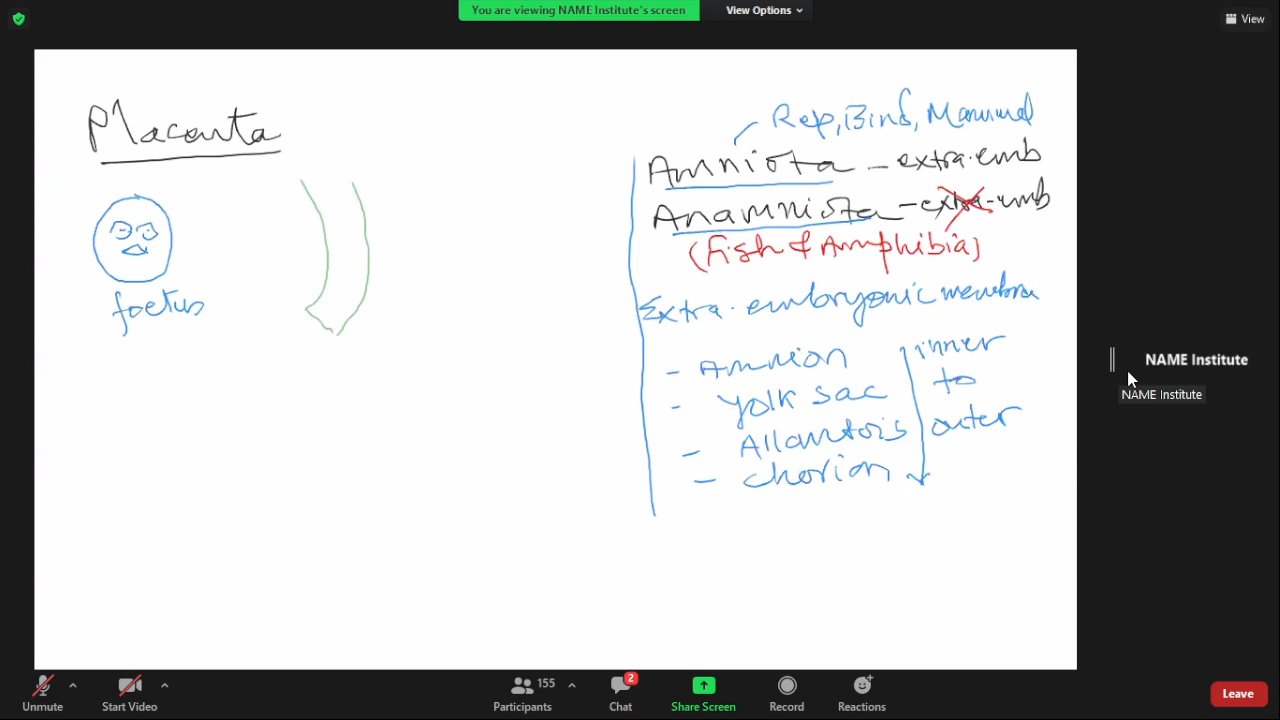 You are viewing NAME Institute's screen
View Options
View
Placenta
Rep, Bird, Mammal
Amniota - extra.emb
Anamniota - extra-emb
(Fish & Amphibia)
foetus
Extra.embryonic membra
- Amnion
inner
- Yolk sac
to
- Allantois
outer
- Chorion
NAME Institute
NAME Institute
Unmute
Start Video
155
Participants
2
Chat
Share Screen
Record
Reactions
Leave